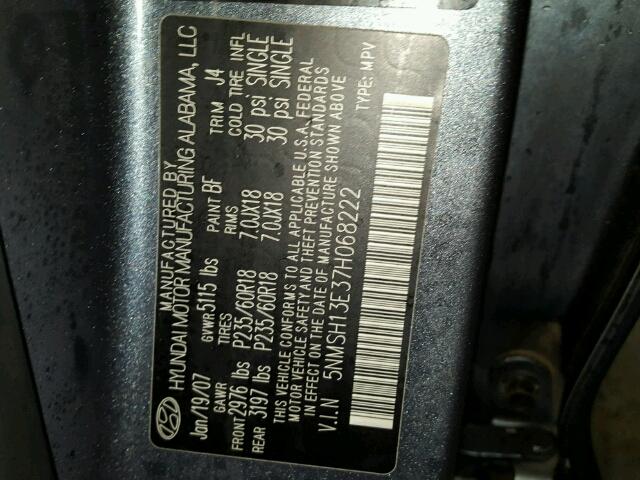 MANUFACTURED BY
HYUNDAI MOTOR MANUFACTURING ALABAMA, LLC
Jan/19/07 GVWR 5115 lbs PAINT BF TRIM J4
GAWR TIRES RIMS COLD TIRE INFL
FRONT 2976 lbs P235/60R18 7.0JX18 30 psi SINGLE
REAR 3197 lbs P235/60R18 7.0JX18 30 psi SINGLE
THIS VEHICLE CONFORMS TO ALL APPLICABLE U.S.A. FEDERAL
MOTOR VEHICLE SAFETY AND THEFT PREVENTION STANDARDS
IN EFFECT ON THE DATE OF MANUFACTURE SHOWN ABOVE
V.I.N 5NMSH13E37H068222 TYPE: MPV